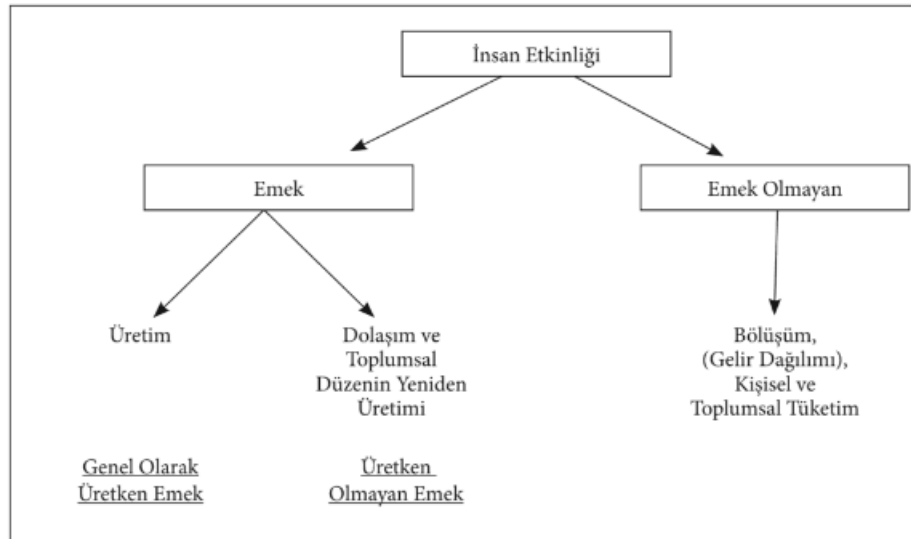 İnsan Etkinliği
Emek
Emek Olmayan
Üretim
Dolaşım ve
Toplumsal
Düzenin Yeniden
Üretimi
Bölüşüm,
(Gelir Dağılımı),
Kişisel ve
Toplumsal Tüketim
Genel Olarak
Üretken Emek
Üretken
Olmayan Emek